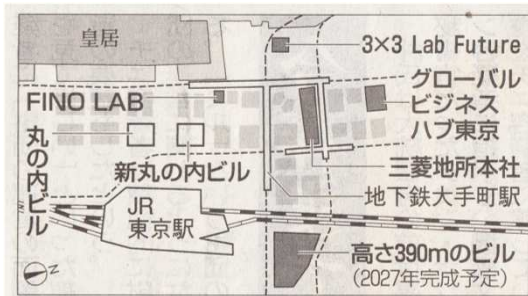 皇居
3×3 Lab Future
グローバル
ビジネス
ハブ東京
FINO LAB
丸の内ビル
新丸の内ビル
三菱地所本社
地下鉄大手町駅
JR
東京駅
高さ390mのビル
(2027年完成予定)
N